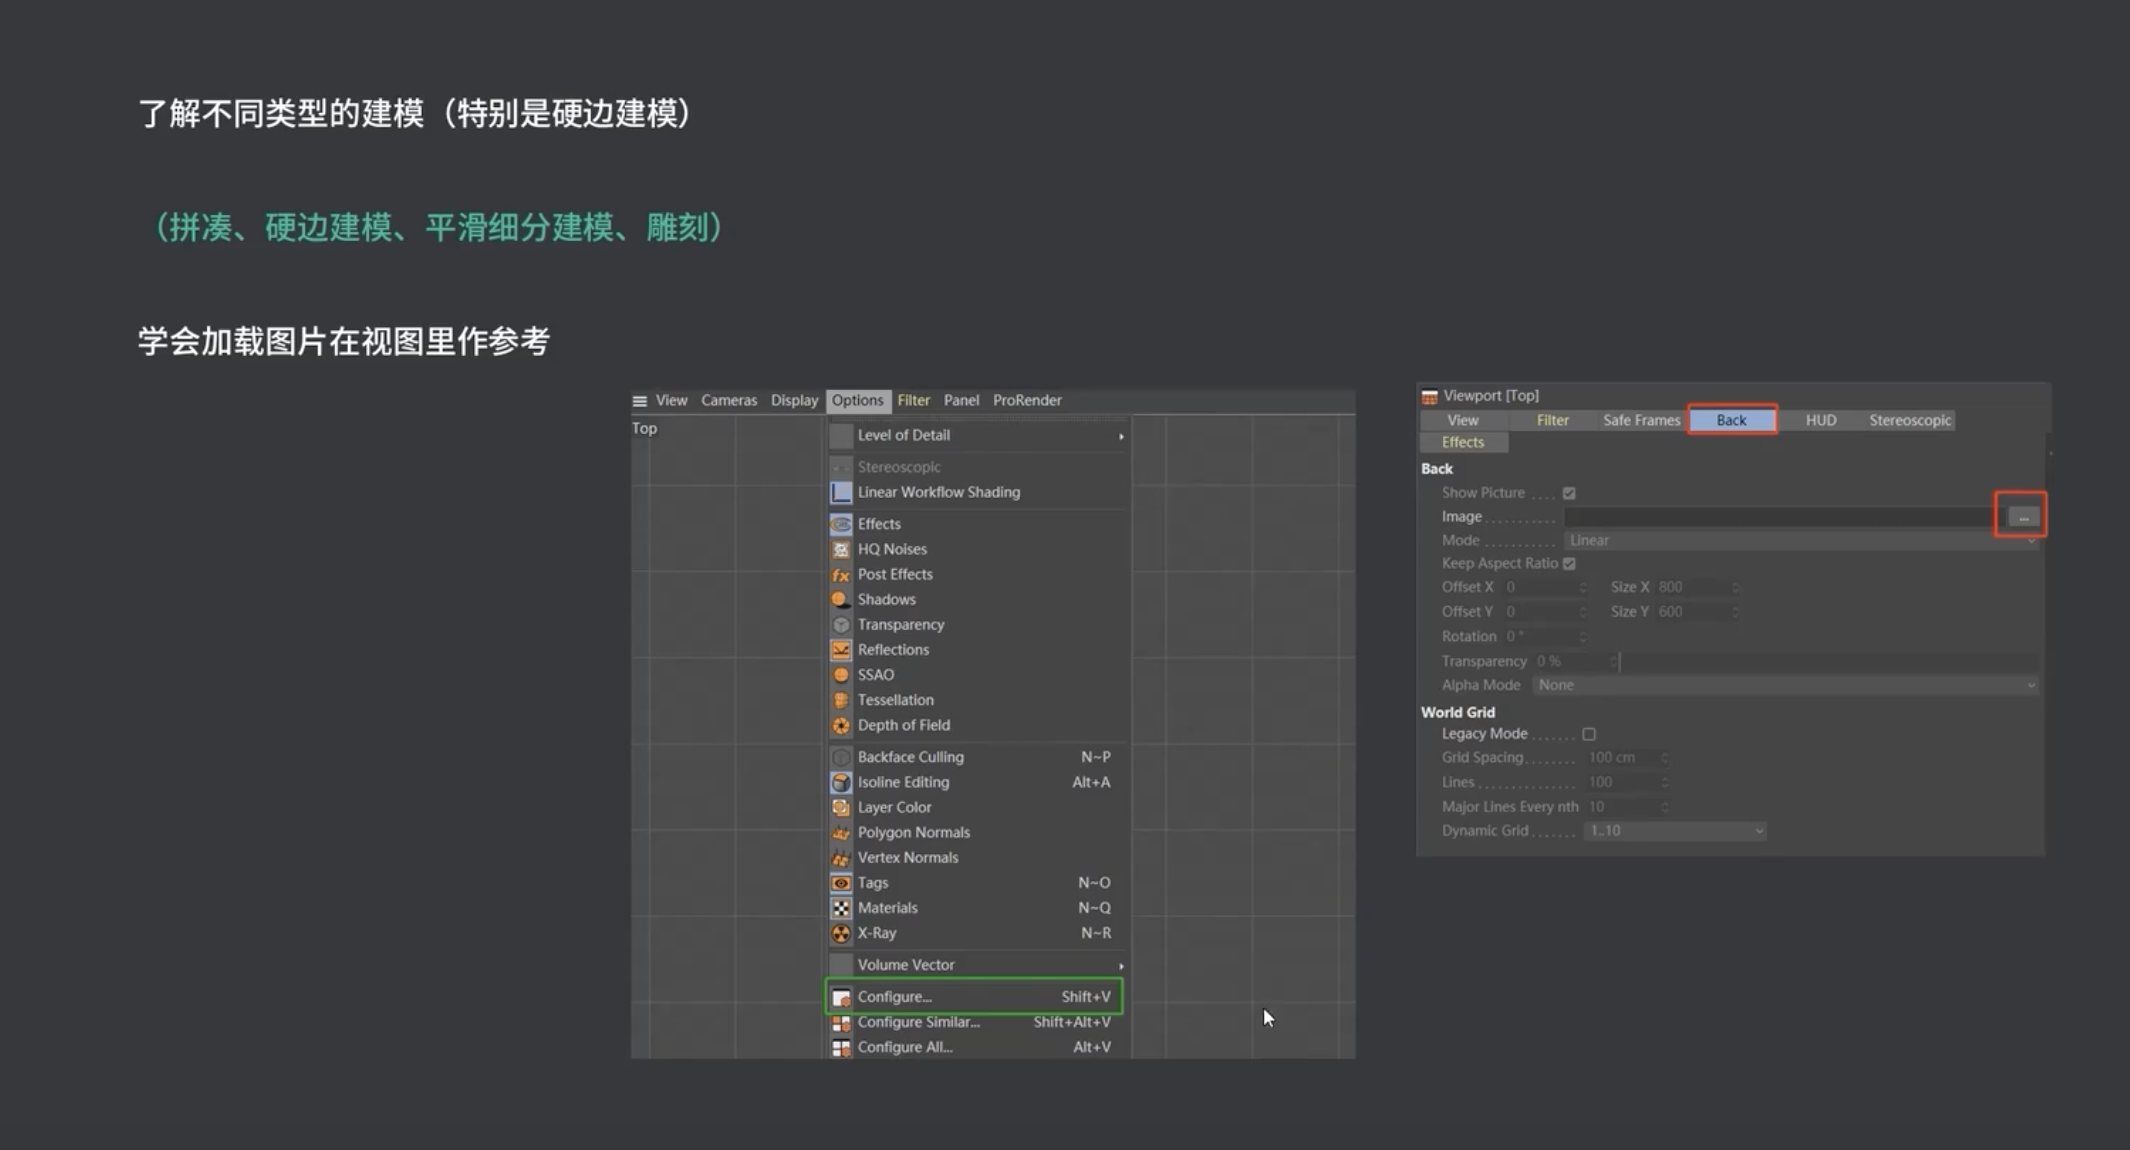 了解不同类型的建模（特别是硬边建模）
（拼凑、硬边建模、平滑细分建模、雕刻）
学会加载图片在视图里作参考
View Cameras Display Options Filter Panel ProRender
Top
Level of Detail
Stereoscopic
Linear Workflow Shading
Effects
HQ Noises
Post Effects
Shadows
Transparency
Reflections
SSAO
Tessellation
Depth of Field
Backface Culling N~P
Isoline Editing Alt+A
Layer Color
Polygon Normals
Vertex Normals
Tags N~O
Materials N~Q
X-Ray N~R
Volume Vector
Configure... Shift+V
Configure Similar... Shift+Alt+V
Configure All... Alt+V
Viewport [Top]
View Filter Safe Frames Back HUD Stereoscopic
Effects
Back
Show Picture ....
Image .......... ...
Mode .......... Linear
Keep Aspect Ratio
Offset X 0 Size X 800
Offset Y 0 Size Y 600
Rotation 0 °
Transparency 0 %
Alpha Mode None
World Grid
Legacy Mode .......
Grid Spacing ........ 100 cm
Lines .............. 100
Major Lines Every nth 10
Dynamic Grid ....... 1..10